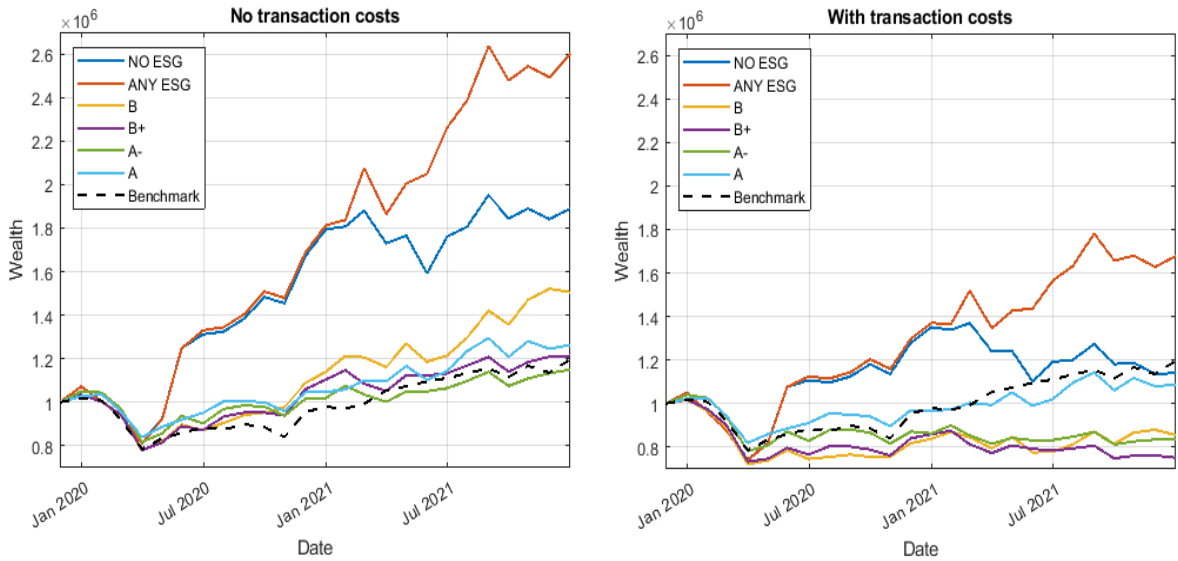 No transaction costs
×10^6
2.6
2.4
2.2
2
1.8
1.6
1.4
1.2
1
0.8
Wealth
NO ESG
ANY ESG
B
B+
A-
A
Benchmark
Jan 2020
Jul 2020
Jan 2021
Jul 2021
Date
With transaction costs
×10^6
2.6
2.4
2.2
2
1.8
1.6
1.4
1.2
1
0.8
Wealth
NO ESG
ANY ESG
B
B+
A-
A
Benchmark
Jan 2020
Jul 2020
Jan 2021
Jul 2021
Date